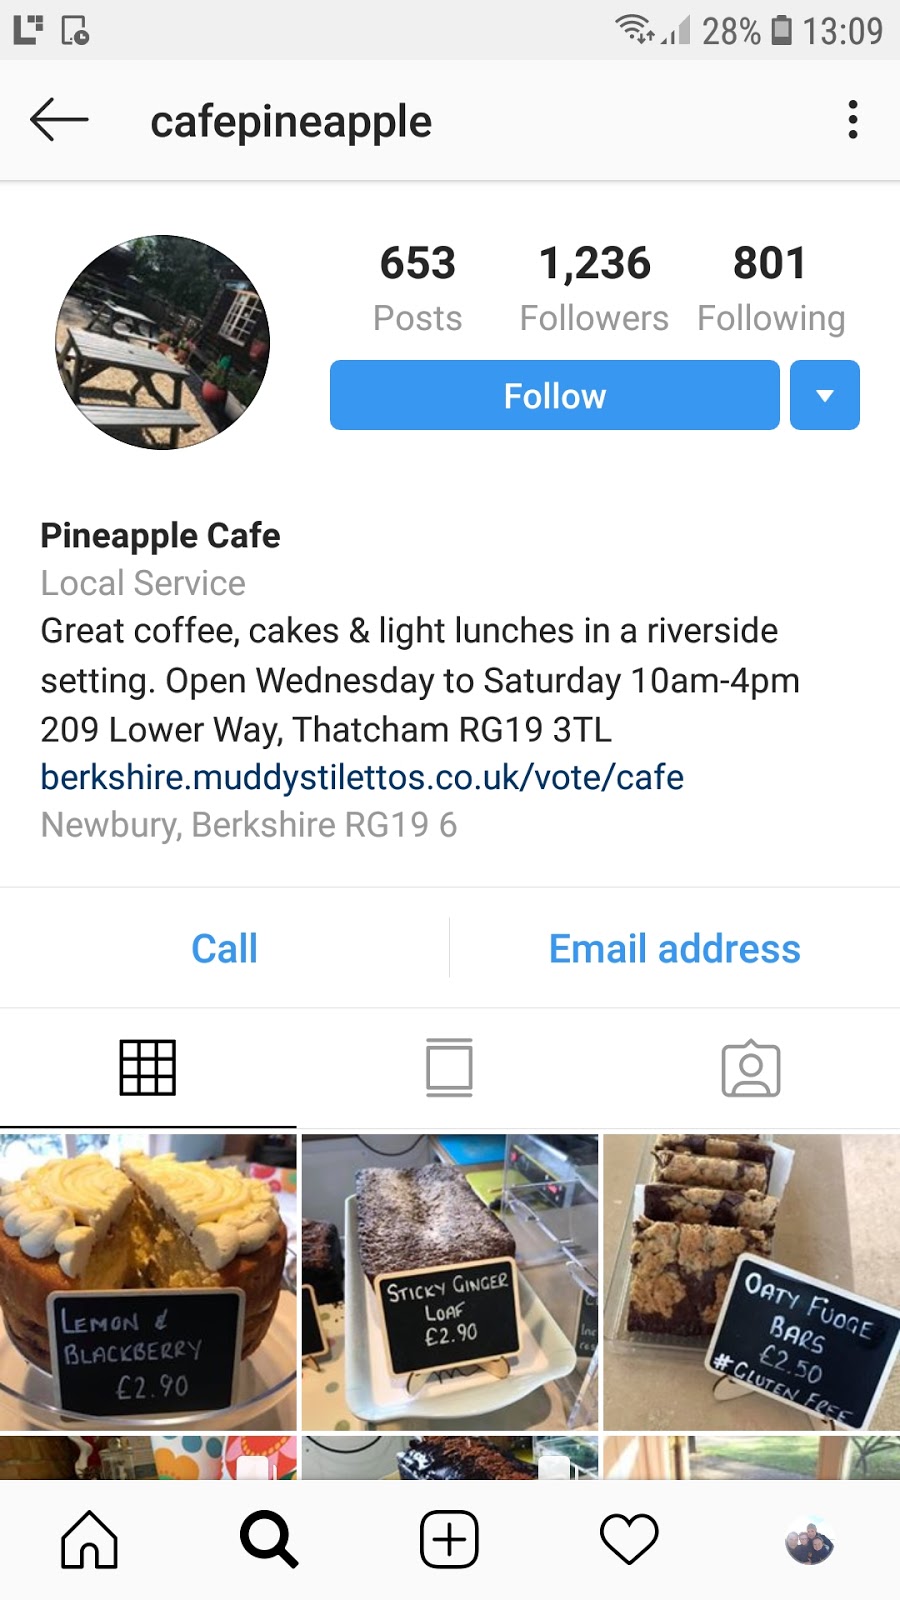 28% 13:09
cafepineapple
653 1,236 801
Posts Followers Following
Follow
Pineapple Cafe
Local Service
Great coffee, cakes & light lunches in a riverside
setting. Open Wednesday to Saturday 10am-4pm
209 Lower Way, Thatcham RG19 3TL
berkshire.muddystilettos.co.uk/vote/cafe
Newbury, Berkshire RG19 6
Call Email address
LEMON &
BLACKBERRY
£2.90
STICKY GINGER
LOAF
£2.90
OATY FUDGE
BARS
£2.50
#GLUTEN FREE